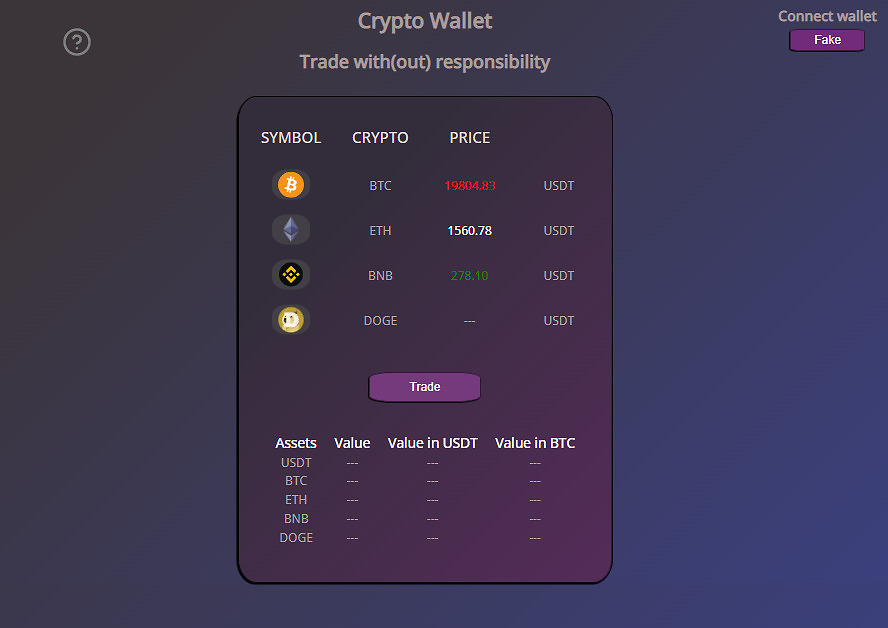 Crypto Wallet
Connect wallet
?
Fake
Trade with(out) responsibility
SYMBOL CRYPTO PRICE
BTC 19804.83 USDT
ETH 1560.78 USDT
BNB 278.10 USDT
DOGE --- USDT
Trade
Assets Value Value in USDT Value in BTC
USDT --- --- ---
BTC --- --- ---
ETH --- --- ---
BNB --- --- ---
DOGE --- --- ---